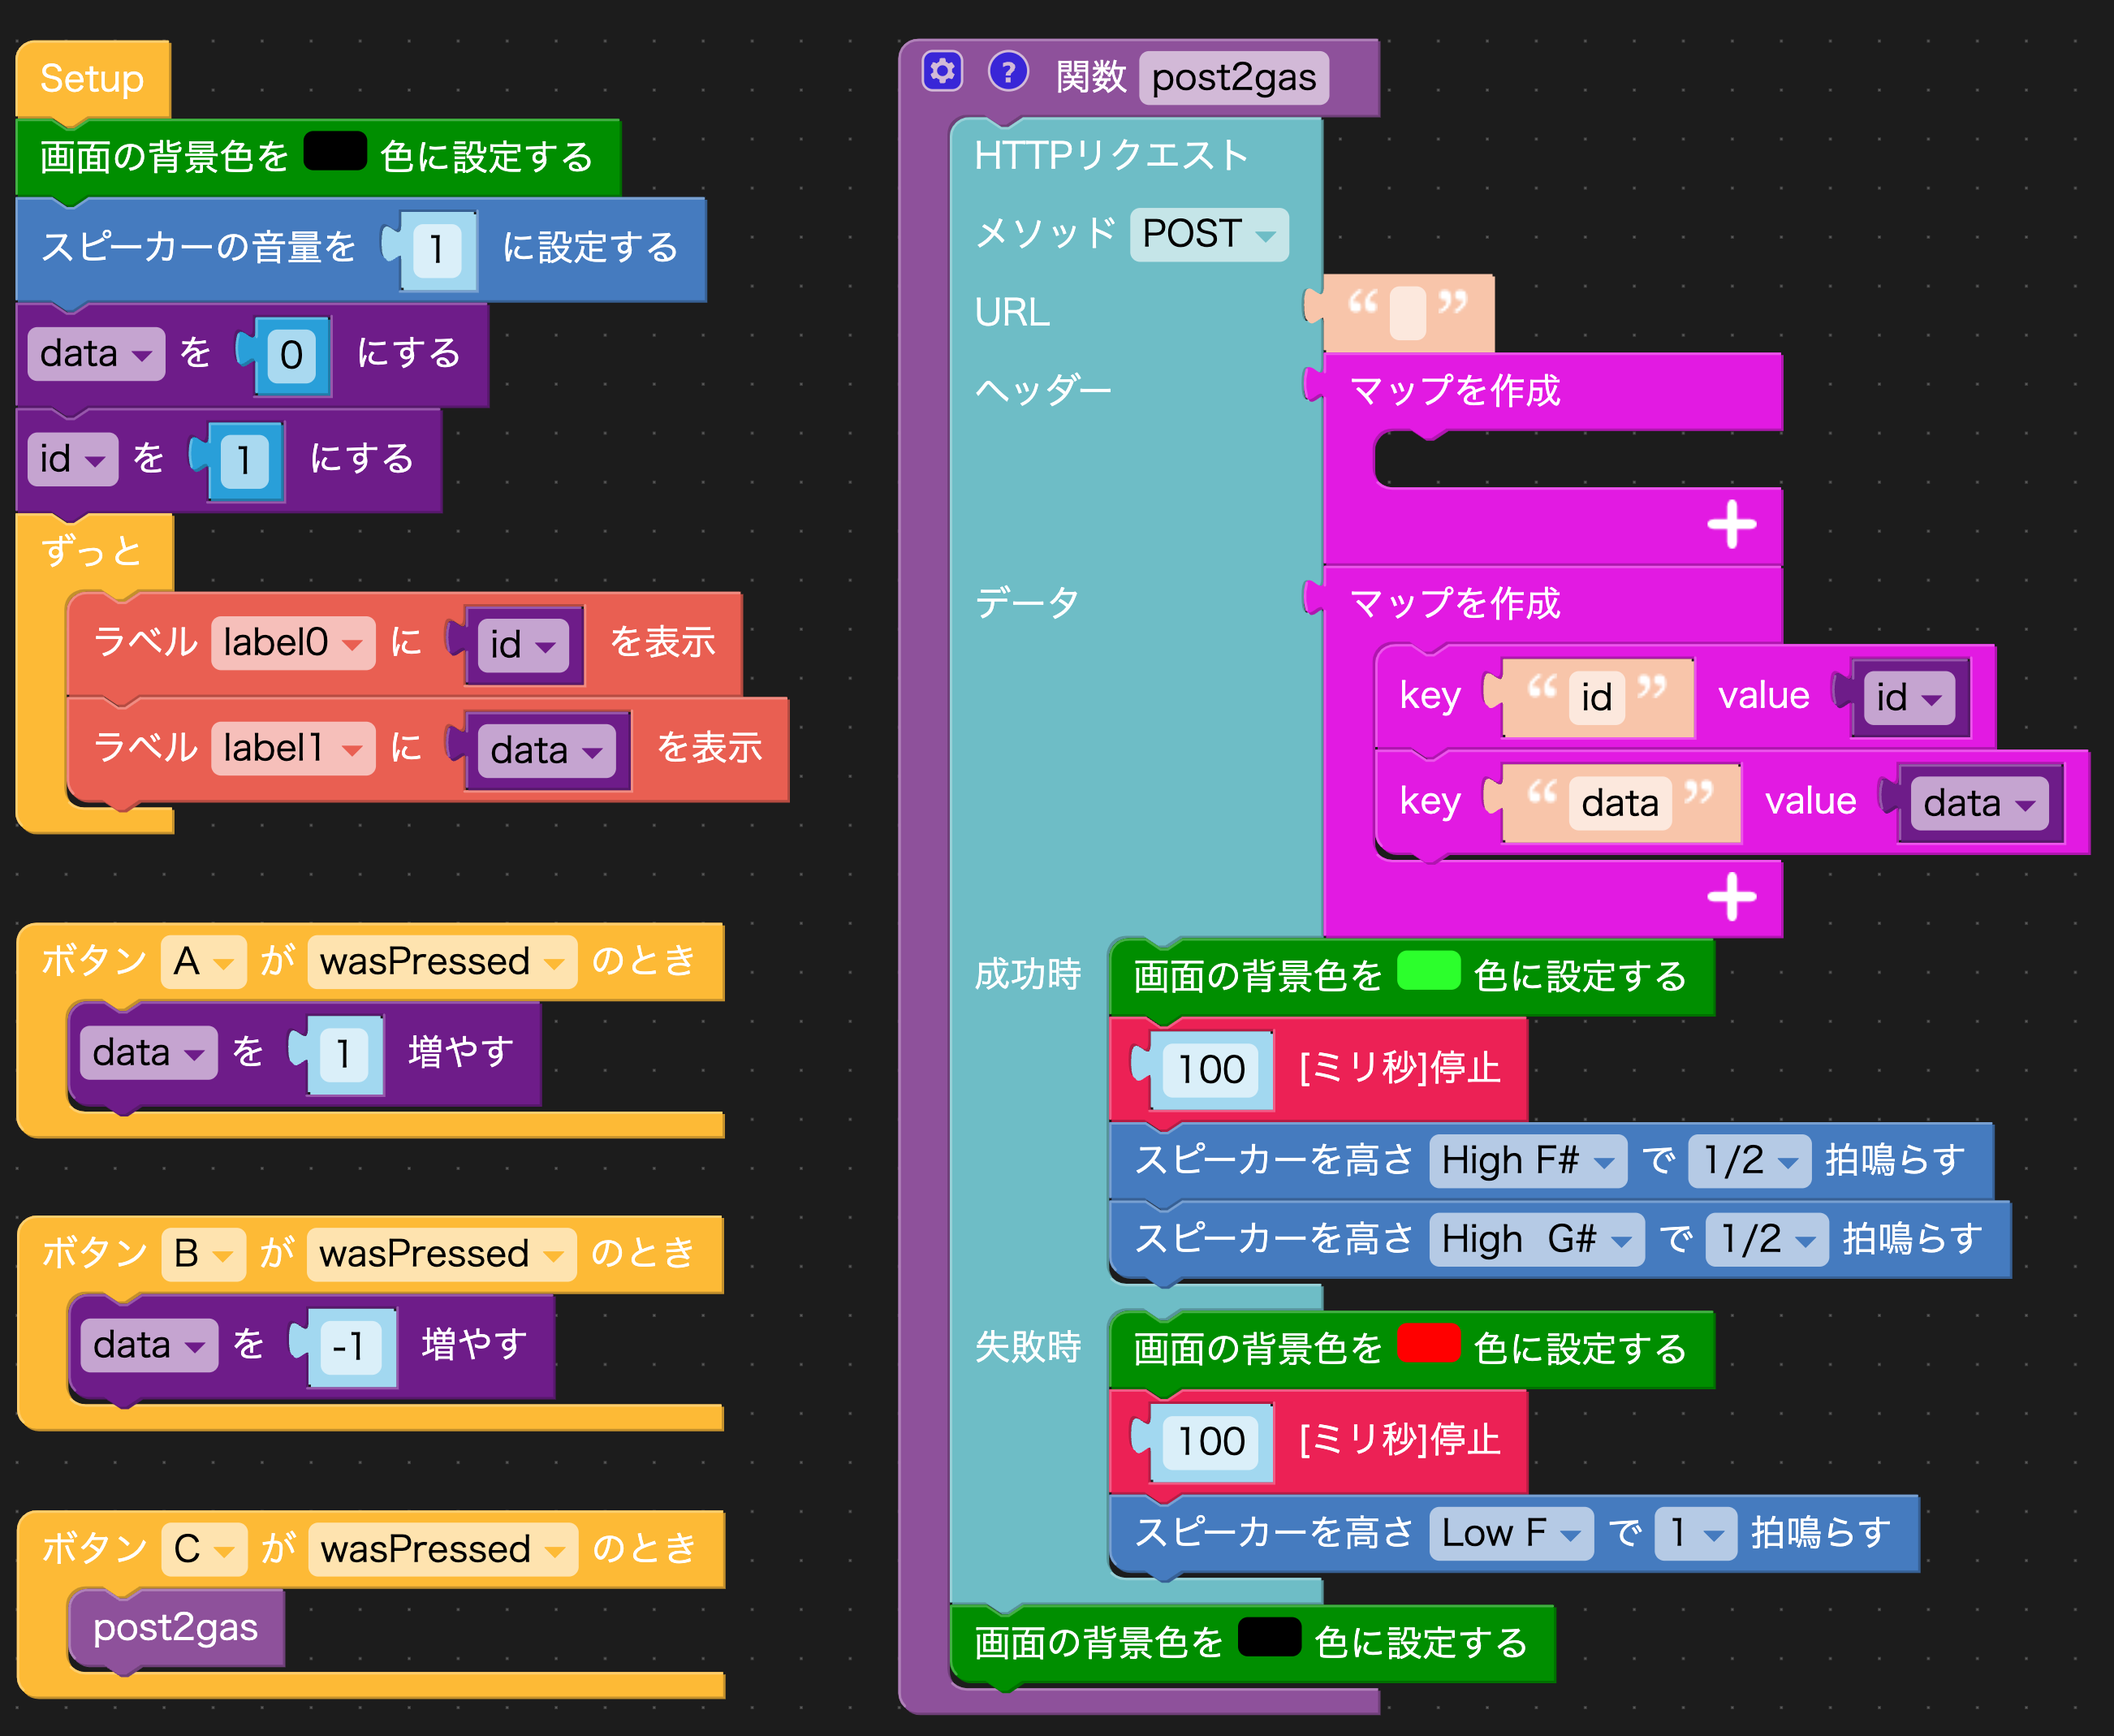 Setup
画面の背景色を 色に設定する
スピーカーの音量を 1 に設定する
data を 0 にする
id を 1 にする
ずっと
ラベル label0 に id を表示
ラベル label1 に data を表示
ボタン A が wasPressed のとき
data を 1 増やす
ボタン B が wasPressed のとき
data を -1 増やす
ボタン C が wasPressed のとき
post2gas
? 関数 post2gas
HTTPリクエスト
メソッド POST
URL “ ”
ヘッダー マップを作成
+
データ マップを作成
key “ id ” value id
key “ data ” value data
+
成功時 画面の背景色を 色に設定する
100 [ミリ秒]停止
スピーカーを高さ High F# で 1/2 拍鳴らす
スピーカーを高さ High G# で 1/2 拍鳴らす
失敗時 画面の背景色を 色に設定する
100 [ミリ秒]停止
スピーカーを高さ Low F で 1 拍鳴らす
画面の背景色を 色に設定する